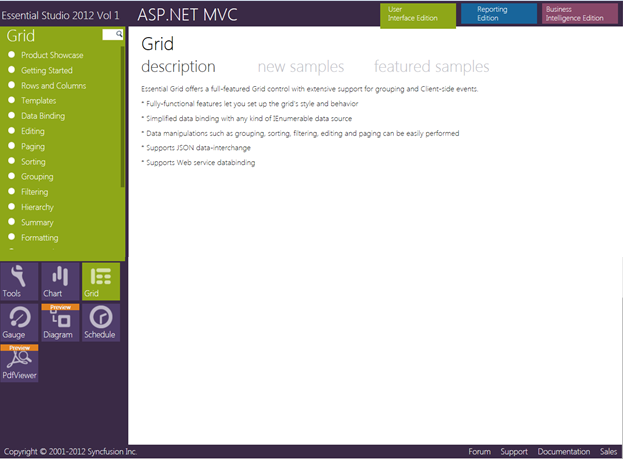 Essential Studio 2012 Vol 1
ASP.NET MVC
User
Interface Edition
Reporting
Edition
Business
Intelligence Edition
Grid
Product Showcase
Getting Started
Rows and Columns
Templates
Data Binding
Editing
Paging
Sorting
Grouping
Filtering
Hierarchy
Summary
Formatting
Tools
Chart
Grid
Gauge
Preview
Diagram
Schedule
Preview
PdfViewer
Grid
description
new samples
featured samples
Essential Grid offers a full-featured Grid control with extensive support for grouping and Client-side events.
* Fully-functional features let you set up the grid's style and behavior
* Simplified data binding with any kind of IEnumerable data source
* Data manipulations such as grouping, sorting, filtering, editing and paging can be easily performed
* Supports JSON data-interchange
* Supports Web service databinding
Copyright © 2001-2012 Syncfusion Inc.
Forum
Support
Documentation
Sales